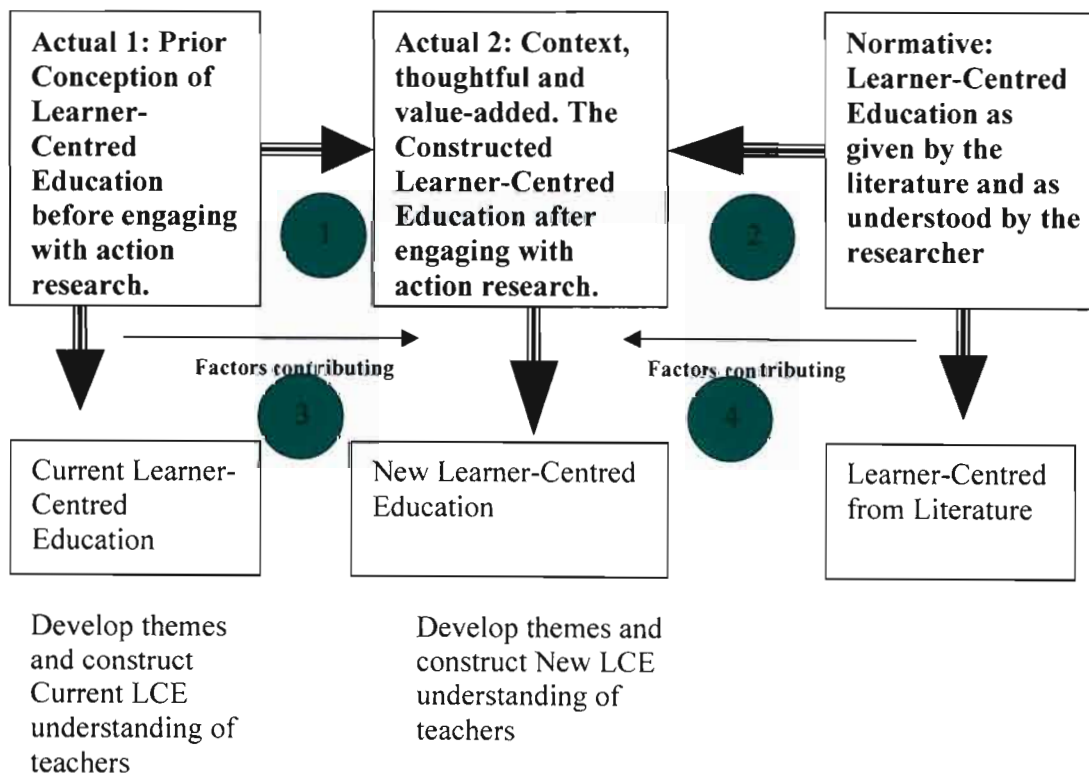 Actual 1: Prior
Conception of
Learner-
Centred
Education
before engaging
with action
research.
Actual 2: Context,
thoughtful and
value-added. The
Constructed
Learner-Centred
Education after
engaging with
action research.
Normative:
Learner-Centred
Education as
given by the
literature and as
understood by the
researcher
1
2
Factors contributing
Factors contributing
3
4
Current Learner-
Centred
Education
New Learner-Centred
Education
Learner-Centred
from Literature
Develop themes
and construct
Current LCE
understanding of
teachers
Develop themes and
construct New LCE
understanding of
teachers